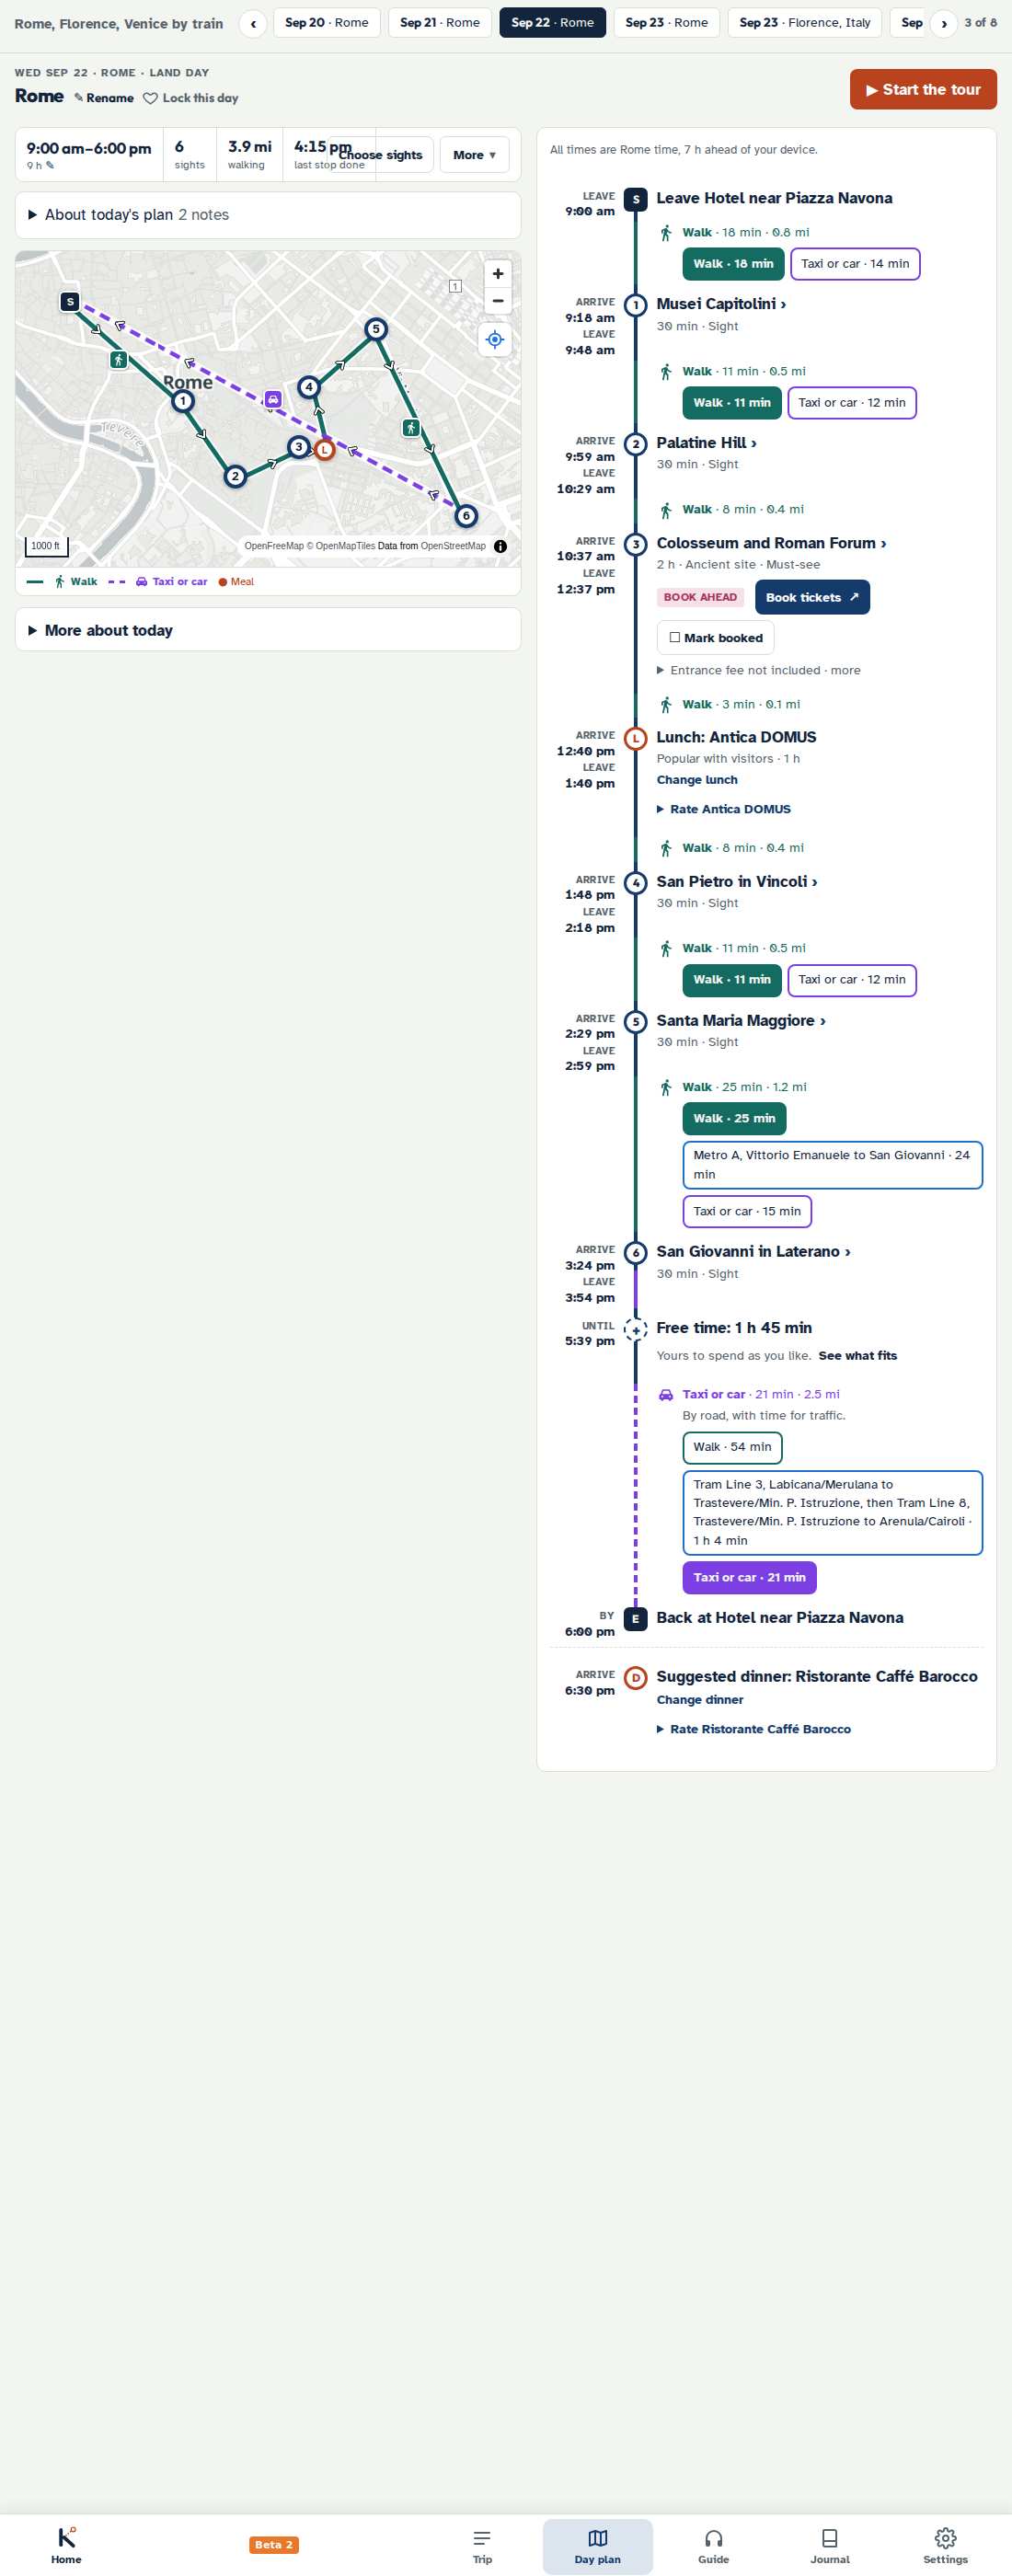 Rome, Florence, Venice by train
‹
Sep 20 · Rome
Sep 21 · Rome
Sep 22 · Rome
Sep 23 · Rome
Sep 23 · Florence, Italy
Sep
›
3 of 8
WED SEP 22 · ROME · LAND DAY
Rome ✎ Rename Lock this day
▶ Start the tour
9:00 am–6:00 pm
9 h ✎
6
sights
3.9 mi
walking
4:15 pm
last stop done
Choose sights
More ▼
▶ About today's plan 2 notes
S
1
Rome
5
4
1
Tevere
3
L
2
6
+
−
1000 ft
OpenFreeMap © OpenMapTiles Data from OpenStreetMap
Walk
Taxi or car
Meal
▶ More about today
All times are Rome time, 7 h ahead of your device.
LEAVE
9:00 am
S
Leave Hotel near Piazza Navona
Walk · 18 min · 0.8 mi
Walk · 18 min
Taxi or car · 14 min
ARRIVE
9:18 am
LEAVE
9:48 am
1
Musei Capitolini ›
30 min · Sight
Walk · 11 min · 0.5 mi
Walk · 11 min
Taxi or car · 12 min
ARRIVE
9:59 am
LEAVE
10:29 am
2
Palatine Hill ›
30 min · Sight
Walk · 8 min · 0.4 mi
ARRIVE
10:37 am
LEAVE
12:37 pm
3
Colosseum and Roman Forum ›
2 h · Ancient site · Must-see
BOOK AHEAD
Book tickets ↗
☐ Mark booked
▶ Entrance fee not included · more
Walk · 3 min · 0.1 mi
ARRIVE
12:40 pm
LEAVE
1:40 pm
L
Lunch: Antica DOMUS
Popular with visitors · 1 h
Change lunch
▶ Rate Antica DOMUS
Walk · 8 min · 0.4 mi
ARRIVE
1:48 pm
LEAVE
2:18 pm
4
San Pietro in Vincoli ›
30 min · Sight
Walk · 11 min · 0.5 mi
Walk · 11 min
Taxi or car · 12 min
ARRIVE
2:29 pm
LEAVE
2:59 pm
5
Santa Maria Maggiore ›
30 min · Sight
Walk · 25 min · 1.2 mi
Walk · 25 min
Metro A, Vittorio Emanuele to San Giovanni · 24
min
Taxi or car · 15 min
ARRIVE
3:24 pm
LEAVE
3:54 pm
6
San Giovanni in Laterano ›
30 min · Sight
UNTIL
5:39 pm
+
Free time: 1 h 45 min
Yours to spend as you like. See what fits
Taxi or car · 21 min · 2.5 mi
By road, with time for traffic.
Walk · 54 min
Tram Line 3, Labicana/Merulana to
Trastevere/Min. P. Istruzione, then Tram Line 8,
Trastevere/Min. P. Istruzione to Arenula/Cairoli ·
1 h 4 min
Taxi or car · 21 min
BY
6:00 pm
E
Back at Hotel near Piazza Navona
ARRIVE
6:30 pm
D
Suggested dinner: Ristorante Caffé Barocco
Change dinner
▶ Rate Ristorante Caffé Barocco
Home
Beta 2
Trip
Day plan
Guide
Journal
Settings